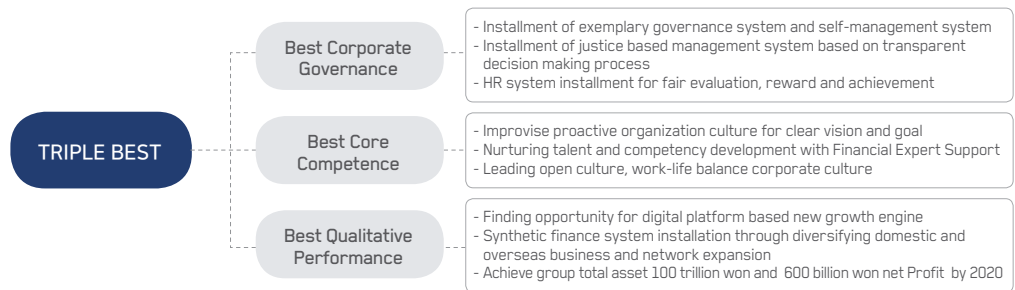 TRIPLE BEST
Best Corporate
Governance
- Installment of exemplary governance system and self-management system
- Installment of justice based management system based on transparent
decision making process
- HR system installment for fair evaluation, reward and achievement
Best Core
Competence
- Improvise proactive organization culture for clear vision and goal
- Nurturing talent and competency development with Financial Expert Support
- Leading open culture, work-life balance corporate culture
Best Qualitative
Performance
- Finding opportunity for digital platform based new growth engine
- Synthetic finance system installation through diversifying domestic and
overseas business and network expansion
- Achieve group total asset 100 trillion won and 600 billion won net Profit by 2020